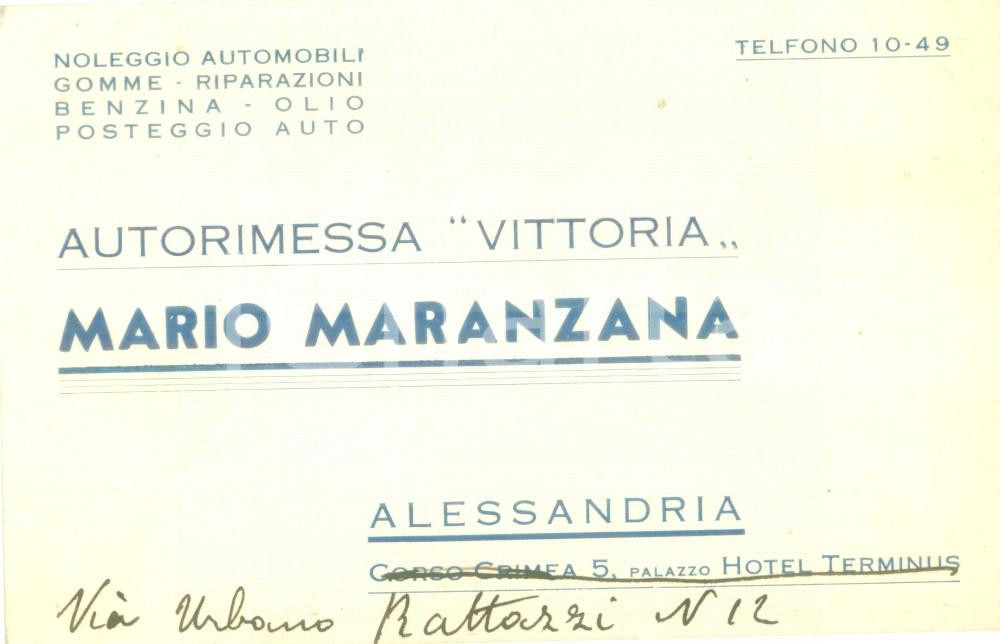 NOLEGGIO AUTOMOBILI
GOMME - RIPARAZIONI
BENZINA - OLIO
POSTEGGIO AUTO
TELFONO 10-49
AUTORIMESSA "VITTORIA„
MARIO MARANZANA
ALESSANDRIA
CORSO CRIMEA 5, PALAZZO HOTEL TERMINUS
Via Urbano Rattazzi N 12